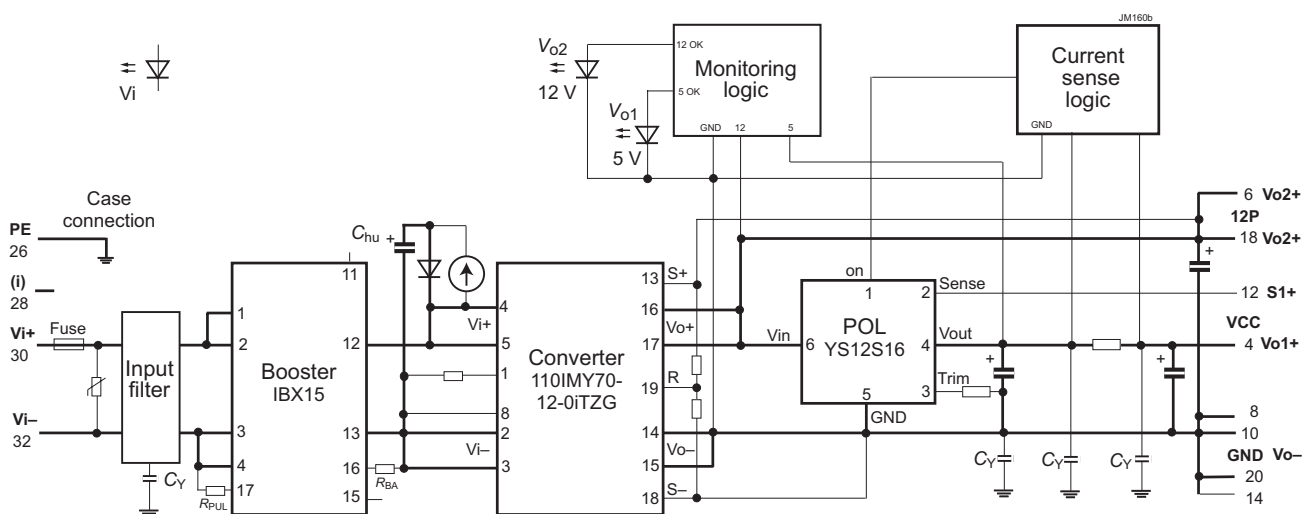 JM160b
Vi
Vo2
12 V
Vo1
5 V
12 OK
5 OK
Monitoring
logic
GND 12 5
Current
sense
logic
GND
Case
connection
PE
26
(i)
28
Vi+
30
Fuse
Vi–
32
Input
filter
CY
1
2
3
4
17
RPUL
11
12
13
16
15
Booster
IBX15
RBA
Chu
+
Vi+
Vi–
4
5
1
8
2
3
Converter
110IMY70-
12-0iTZG
13
16
17
19
14
15
18
S+
Vo+
R
Vo–
S–
on
1
2
Sense
Vin
6
POL
YS12S16
4
Vout
3
Trim
5
GND
+
+
+
CY
CY
CY
6 Vo2+
12P
18 Vo2+
12 S1+
VCC
4 Vo1+
8
10
GND Vo–
20
14